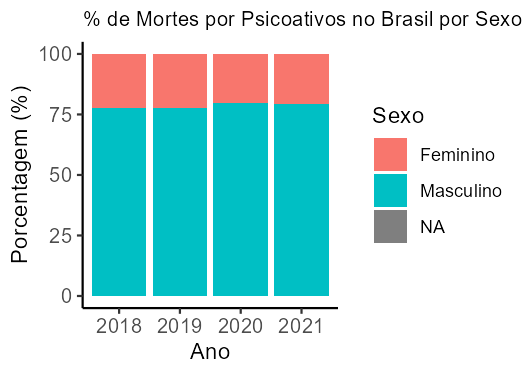 % de Mortes por Psicoativos no Brasil por Sexo
100
75
50
25
0
Porcentagem (%)
2018 2019 2020 2021
Ano
Sexo
Feminino
Masculino
NA